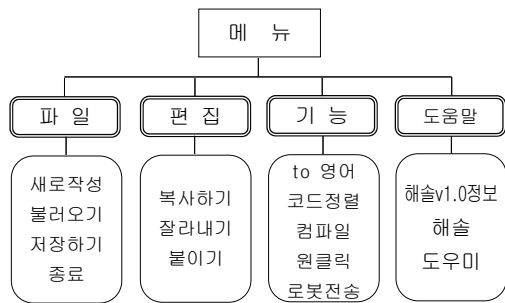 메 뉴
파 일
편 집
기 능
도움말
새로작성
불러오기
저장하기
종료
복사하기
잘라내기
붙이기
to 영어
코드정렬
컴파일
원클릭
로봇전송
해솔v1.0정보
해솔
도우미